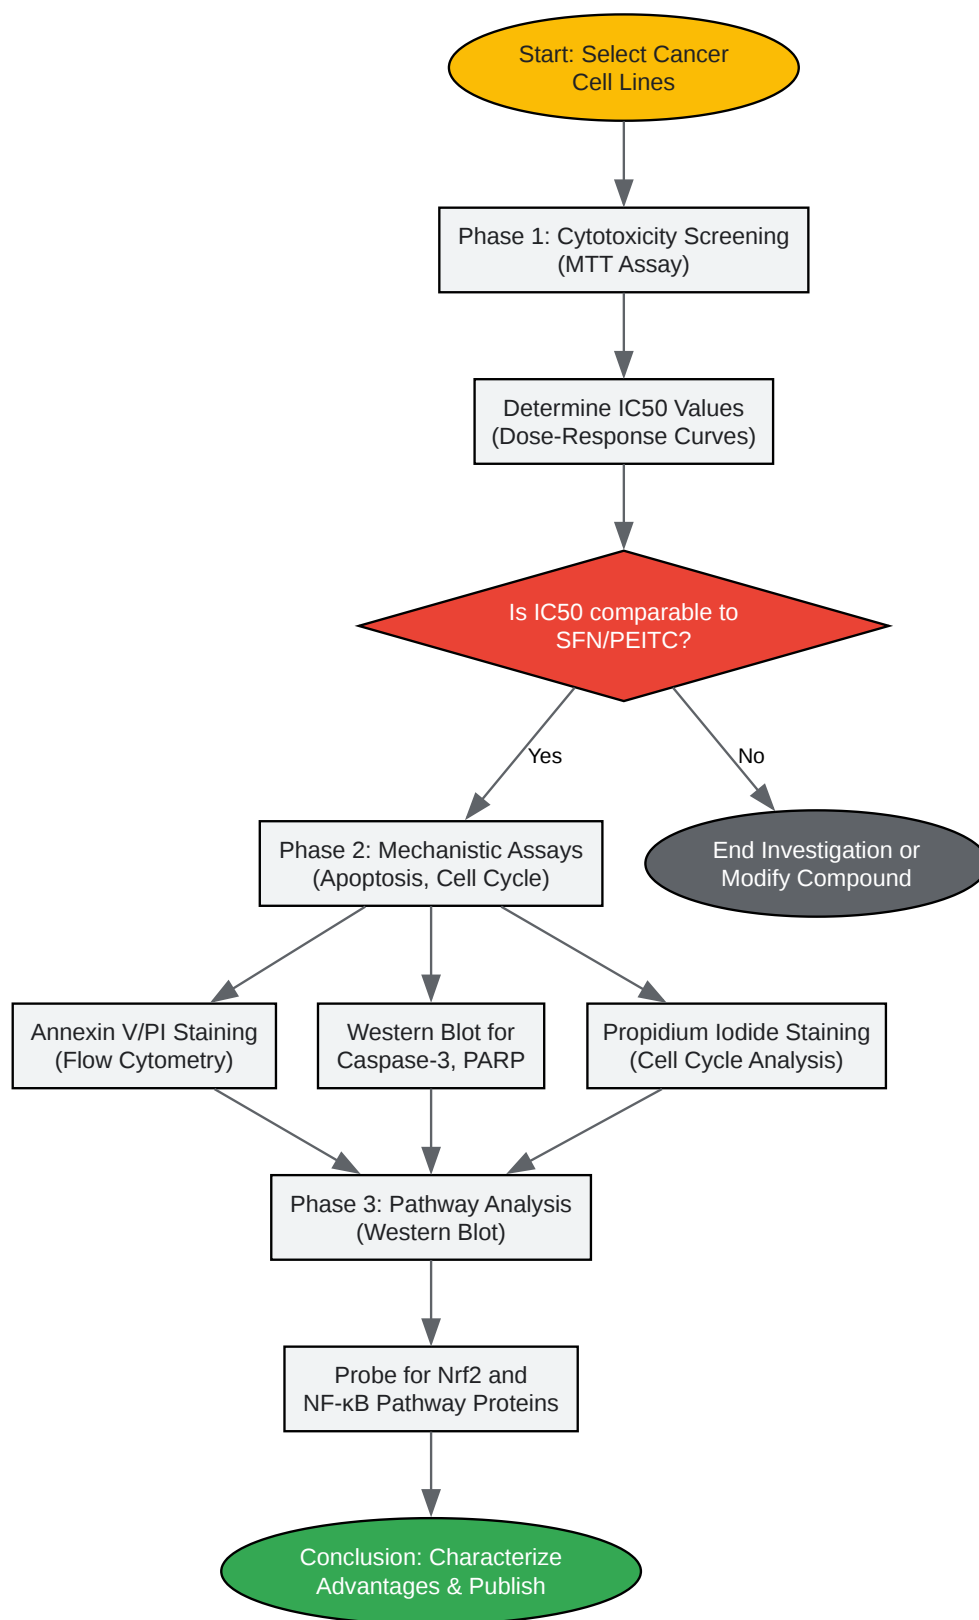 Start: Select Cancer
Cell Lines
Phase 1: Cytotoxicity Screening
(MTT Assay)
Determine IC50 Values
(Dose-Response Curves)
Is IC50 comparable to
SFN/PEITC?
Yes
No
Phase 2: Mechanistic Assays
(Apoptosis, Cell Cycle)
End Investigation or
Modify Compound
Annexin V/PI Staining
(Flow Cytometry)
Western Blot for
Caspase-3, PARP
Propidium Iodide Staining
(Cell Cycle Analysis)
Phase 3: Pathway Analysis
(Western Blot)
Probe for Nrf2 and
NF-κB Pathway Proteins
Conclusion: Characterize
Advantages & Publish